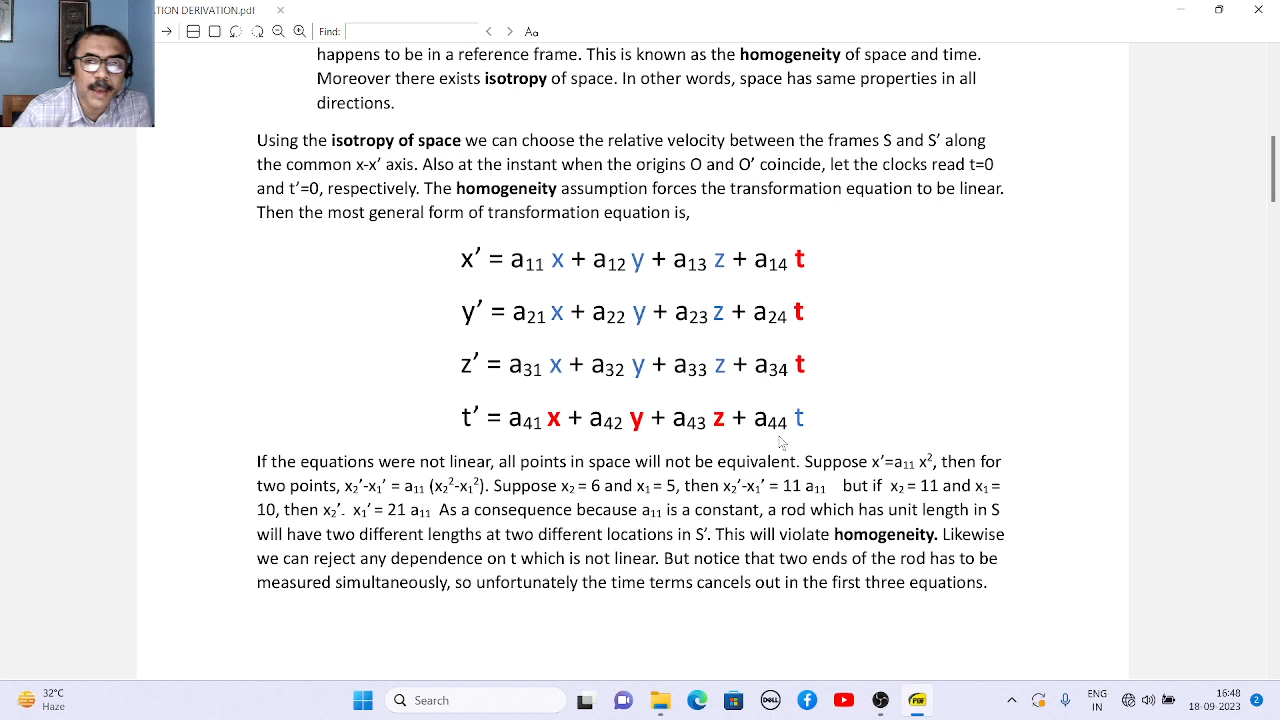 ATION DERIVATION.pdf
Find:
Aa
happens to be in a reference frame. This is known as the homogeneity of space and time.
Moreover there exists isotropy of space. In other words, space has same properties in all
directions.
Using the isotropy of space we can choose the relative velocity between the frames S and S’ along
the common x-x’ axis. Also at the instant when the origins O and O’ coincide, let the clocks read t=0
and t’=0, respectively. The homogeneity assumption forces the transformation equation to be linear.
Then the most general form of transformation equation is,
x’ = a₁₁ x + a₁₂ y + a₁₃ z + a₁₄ t
y’ = a₂₁ x + a₂₂ y + a₂₃ z + a₂₄ t
z’ = a₃₁ x + a₃₂ y + a₃₃ z + a₃₄ t
t’ = a₄₁ x + a₄₂ y + a₄₃ z + a₄₄ t
If the equations were not linear, all points in space will not be equivalent. Suppose x’=a₁₁ x², then for
two points, x₂’-x₁’ = a₁₁ (x₂²-x₁²). Suppose x₂ = 6 and x₁ = 5, then x₂’-x₁’ = 11 a₁₁ but if x₂ = 11 and x₁ =
10, then x₂’. x₁’ = 21 a₁₁ As a consequence because a₁₁ is a constant, a rod which has unit length in S
will have two different lengths at two different locations in S’. This will violate homogeneity. Likewise
we can reject any dependence on t which is not linear. But notice that two ends of the rod has to be
measured simultaneously, so unfortunately the time terms cancels out in the first three equations.
32°C
Haze
Search
DELL
PDF
ENG
IN
16:48
18-09-2023
2